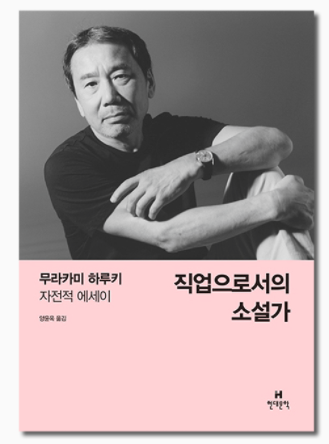 무라카미 하루키
자전적 에세이
양윤옥 옮김
직업으로서의
소설가
현대문학